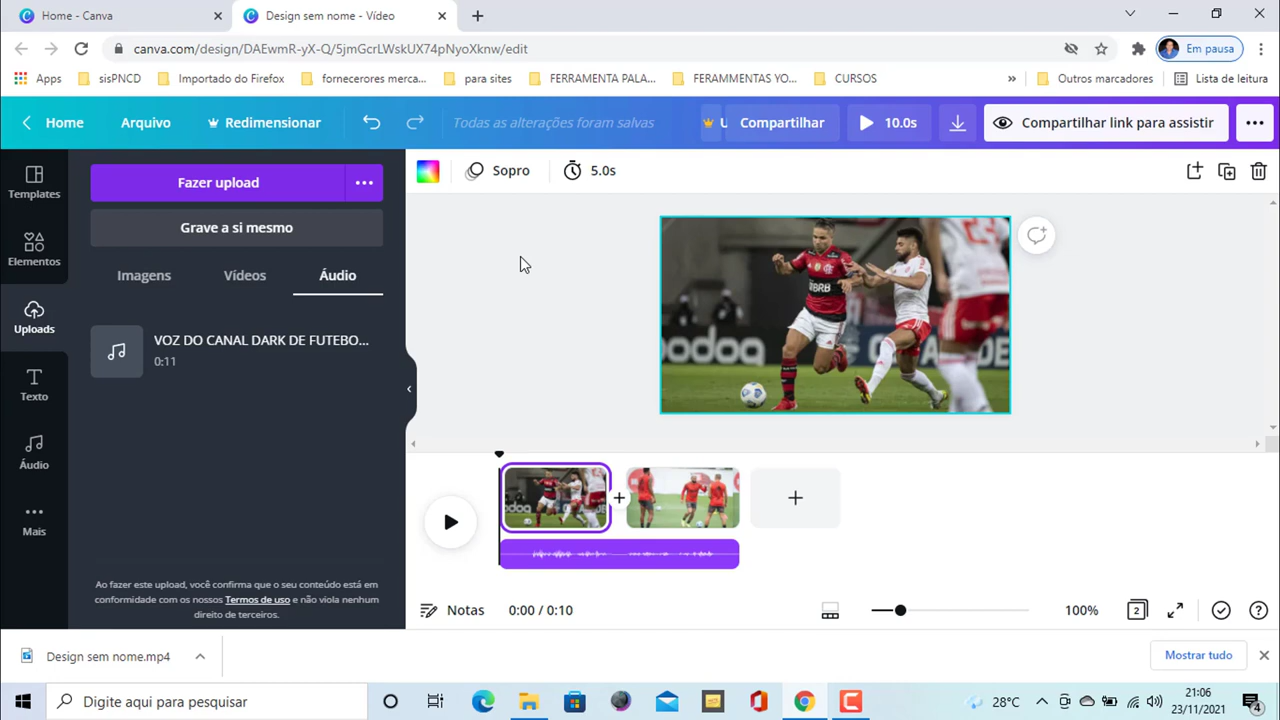 Home - Canva
Design sem nome - Vídeo
canva.com/design/DAEwmR-yX-Q/5jmGcrLWskUX74pNyoXknw/edit
Em pausa
Apps
sisPNCD
Importado do Firefox
fornecerores merca...
para sites
FERRAMENTA PALA...
FERAMMENTAS YO...
CURSOS
»
Outros marcadores
Lista de leitura
Home
Arquivo
Redimensionar
Todas as alterações foram salvas
Compartilhar
10.0s
Compartilhar link para assistir
Templates
Elementos
Uploads
Texto
Áudio
Mais
Fazer upload
Grave a si mesmo
Imagens
Vídeos
Áudio
VOZ DO CANAL DARK DE FUTEBO...
0:11
Ao fazer este upload, você confirma que o seu conteúdo está em
conformidade com os nossos Termos de uso e não viola nenhum
direito de terceiros.
Sopro
5.0s
BRB
Notas
0:00 / 0:10
100%
2
Design sem nome.mp4
Mostrar tudo
Digite aqui para pesquisar
28°C
21:06
23/11/2021
4